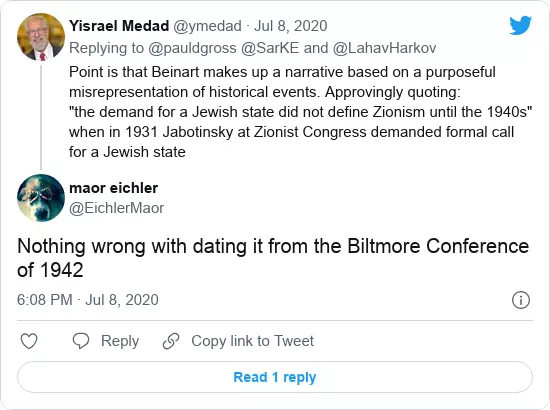 Yisrael Medad @ymedad · Jul 8, 2020
Replying to @pauldgross @SarKE and @LahavHarkov
Point is that Beinart makes up a narrative based on a purposeful
misrepresentation of historical events. Approvingly quoting:
"the demand for a Jewish state did not define Zionism until the 1940s"
when in 1931 Jabotinsky at Zionist Congress demanded formal call
for a Jewish state
maor eichler
@EichlerMaor
Nothing wrong with dating it from the Biltmore Conference
of 1942
6:08 PM · Jul 8, 2020
Reply
Copy link to Tweet
Read 1 reply